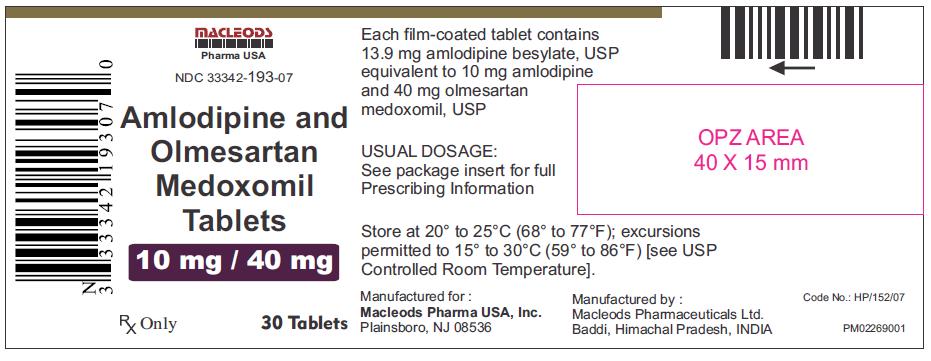 MACLEODS
Pharma USA
NDC 33342-193-07
Amlodipine and
Olmesartan
Medoxomil
Tablets
10 mg / 40 mg
Rx Only
30 Tablets
N
3 33342 19307 0
Each film-coated tablet contains
13.9 mg amlodipine besylate, USP
equivalent to 10 mg amlodipine
and 40 mg olmesartan
medoxomil, USP
USUAL DOSAGE:
See package insert for full
Prescribing Information
Store at 20° to 25°C (68° to 77°F); excursions
permitted to 15° to 30°C (59° to 86°F) [see USP
Controlled Room Temperature].
Manufactured for :
Macleods Pharma USA, Inc.
Plainsboro, NJ 08536
Manufactured by :
Macleods Pharmaceuticals Ltd.
Baddi, Himachal Pradesh, INDIA
OPZ AREA
40 X 15 mm
Code No.: HP/152/07
PM02269001